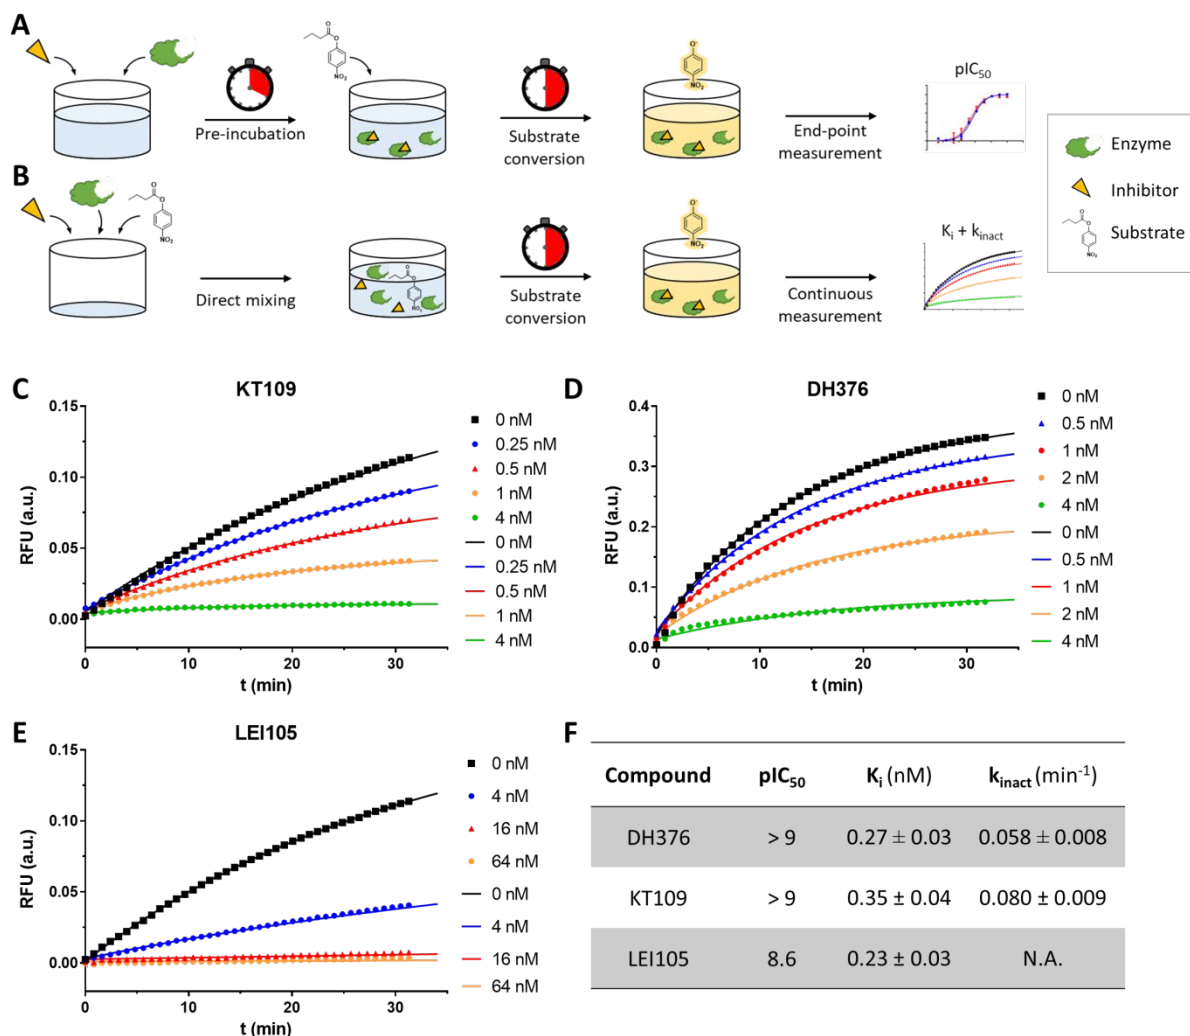 A
Pre-incubation
Substrate
conversion
End-point
measurement
pIC50
O
O
NO2
O-
NO2
B
Direct mixing
Substrate
conversion
Continuous
measurement
Ki + kinact
O
O
NO2
O
O
NO2
O-
NO2
Enzyme
Inhibitor
Substrate
O
O
NO2
C
KT109
RFU (a.u.)
0.15
0.10
0.05
0.00
0 10 20 30
t (min)
0 nM
0.25 nM
0.5 nM
1 nM
4 nM
0 nM
0.25 nM
0.5 nM
1 nM
4 nM
D
DH376
RFU (a.u.)
0.4
0.3
0.2
0.1
0.0
0 10 20 30
t (min)
0 nM
0.5 nM
1 nM
2 nM
4 nM
0 nM
0.5 nM
1 nM
2 nM
4 nM
E
LEI105
RFU (a.u.)
0.15
0.10
0.05
0.00
0 10 20 30
t (min)
0 nM
4 nM
16 nM
64 nM
0 nM
4 nM
16 nM
64 nM
F
Compound pIC50 Ki (nM) kinact (min-1)
DH376 > 9 0.27 ± 0.03 0.058 ± 0.008
KT109 > 9 0.35 ± 0.04 0.080 ± 0.009
LEI105 8.6 0.23 ± 0.03 N.A.